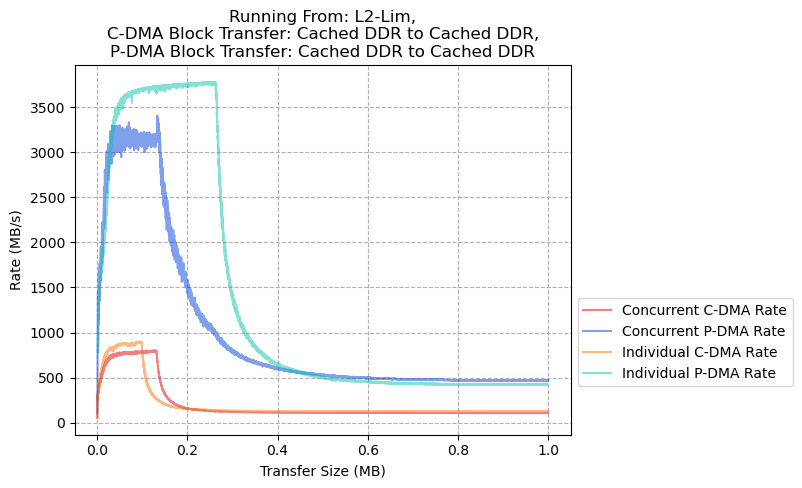 Running From: L2-Lim,
C-DMA Block Transfer: Cached DDR to Cached DDR,
P-DMA Block Transfer: Cached DDR to Cached DDR
Rate (MB/s)
3500
3000
2500
2000
1500
1000
500
0
0.0 0.2 0.4 0.6 0.8 1.0
Transfer Size (MB)
Concurrent C-DMA Rate
Concurrent P-DMA Rate
Individual C-DMA Rate
Individual P-DMA Rate